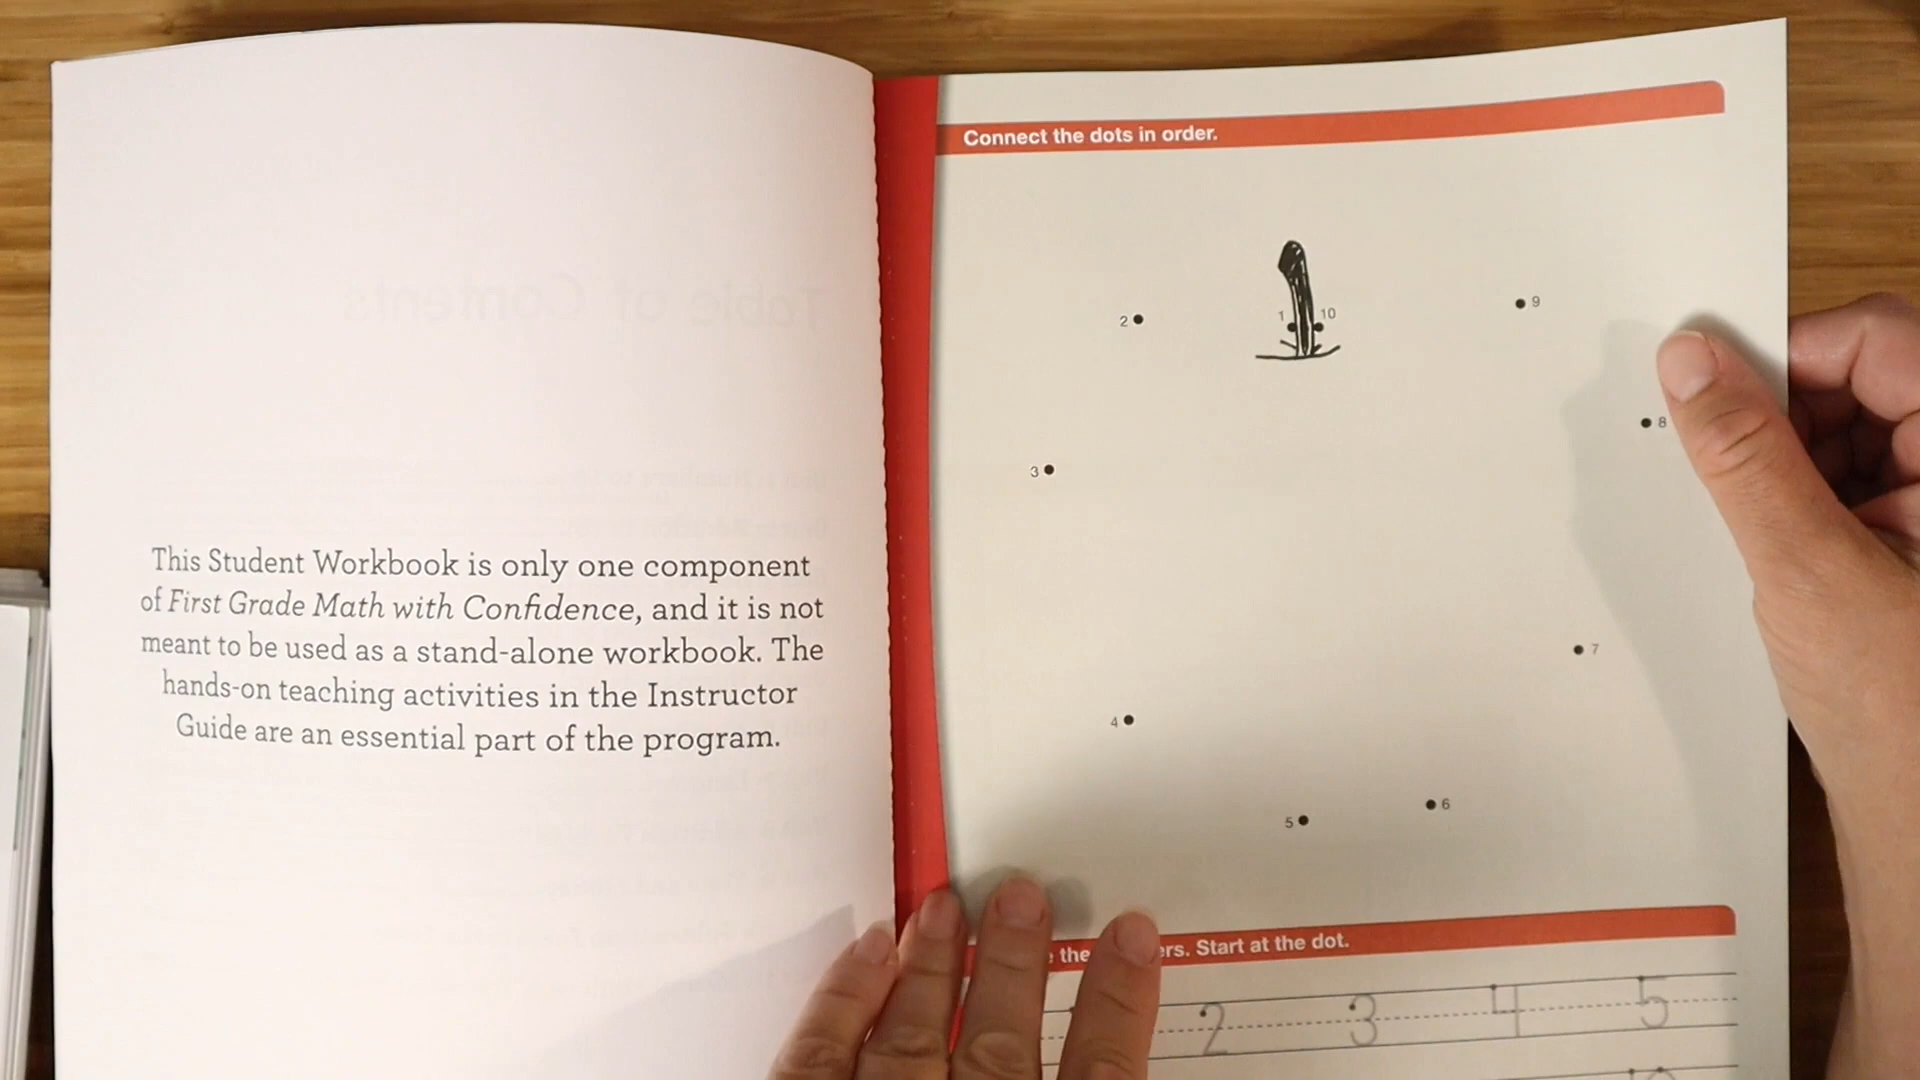 This Student Workbook is only one component
of First Grade Math with Confidence, and it is not
meant to be used as a stand-alone workbook. The
hands-on teaching activities in the Instructor
Guide are an essential part of the program.
Connect the dots in order.
1
10
2
9
8
3
7
4
6
5
the
Start at the dot.
2 3 4 5